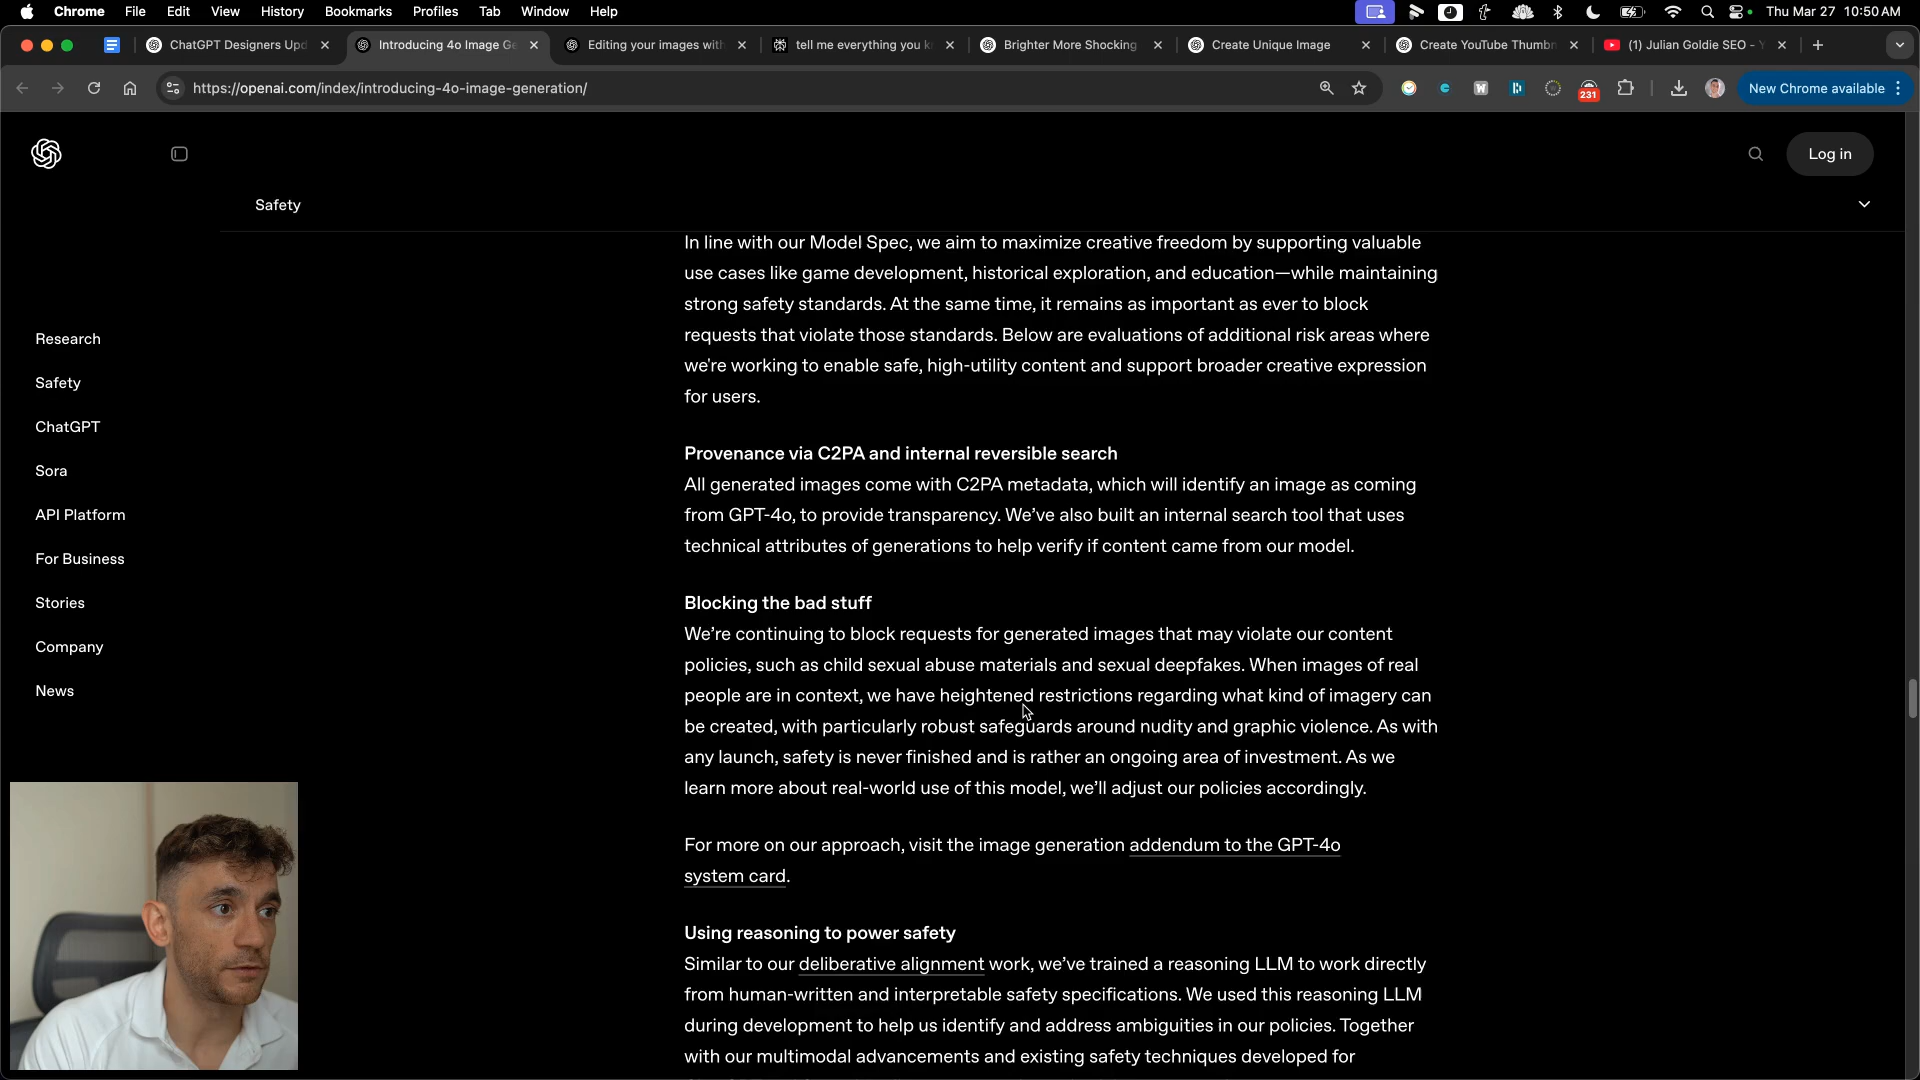 Chrome File Edit View History Bookmarks Profiles Tab Window Help Thu Mar 27 10:50 AM
ChatGPT Designers Upd Introducing 4o Image Ge Editing your images with tell me everything you k Brighter More Shocking Create Unique Image Create YouTube Thumbn (1) Julian Goldie SEO - Y
https://openai.com/index/introducing-4o-image-generation/ 231 New Chrome available
Log in
Safety
In line with our Model Spec, we aim to maximize creative freedom by supporting valuable
use cases like game development, historical exploration, and education—while maintaining
strong safety standards. At the same time, it remains as important as ever to block
requests that violate those standards. Below are evaluations of additional risk areas where
we're working to enable safe, high-utility content and support broader creative expression
for users.
Research
Safety
ChatGPT
Sora
API Platform
For Business
Stories
Company
News
Provenance via C2PA and internal reversible search
All generated images come with C2PA metadata, which will identify an image as coming
from GPT-4o, to provide transparency. We've also built an internal search tool that uses
technical attributes of generations to help verify if content came from our model.
Blocking the bad stuff
We're continuing to block requests for generated images that may violate our content
policies, such as child sexual abuse materials and sexual deepfakes. When images of real
people are in context, we have heightened restrictions regarding what kind of imagery can
be created, with particularly robust safeguards around nudity and graphic violence. As with
any launch, safety is never finished and is rather an ongoing area of investment. As we
learn more about real-world use of this model, we'll adjust our policies accordingly.
For more on our approach, visit the image generation addendum to the GPT-4o
system card.
Using reasoning to power safety
Similar to our deliberative alignment work, we've trained a reasoning LLM to work directly
from human-written and interpretable safety specifications. We used this reasoning LLM
during development to help us identify and address ambiguities in our policies. Together
with our multimodal advancements and existing safety techniques developed for